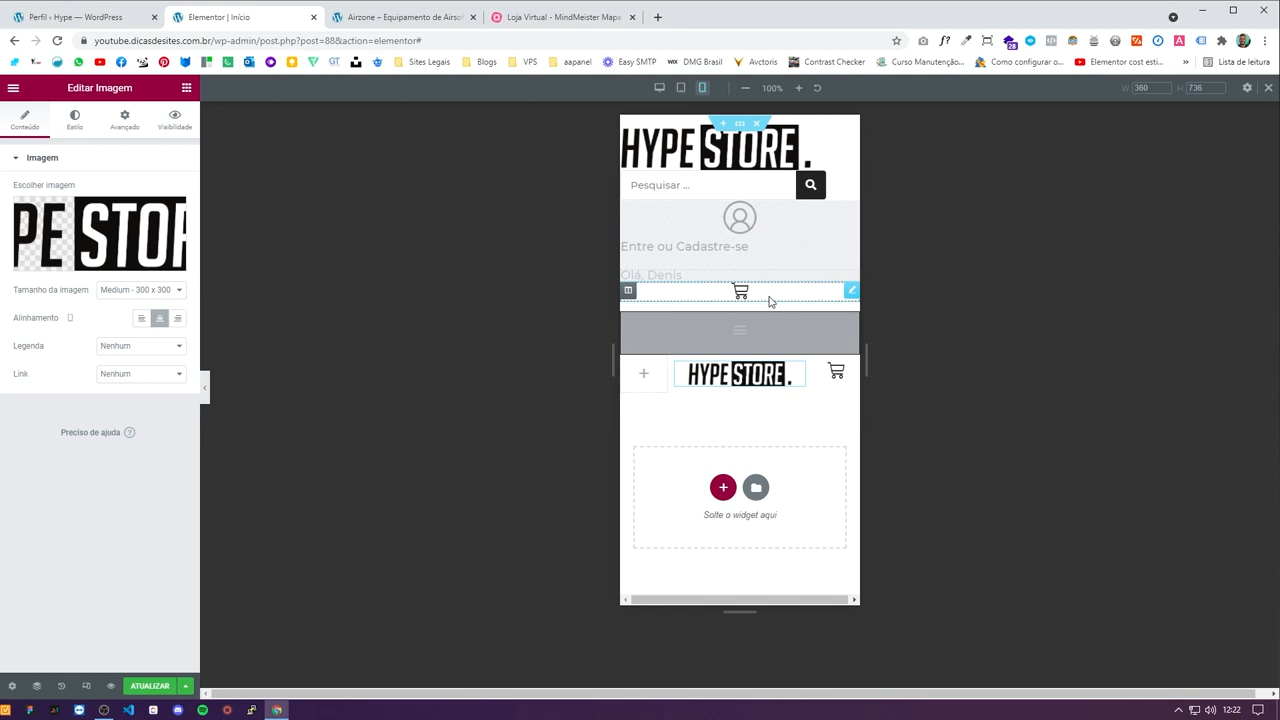 Perfil ‹ Hype — WordPress
Elementor | Início
Airzone – Equipamento de Airsof
Loja Virtual - MindMeister Mapa
youtube.dicasdesites.com.br/wp-admin/post.php?post=88&action=elementor#
28
Sites Legais
Blogs
VPS
aapanel
Easy SMTP
DMG Brasil
Avctoris
Contrast Checker
Curso Manutenção...
Como configurar o...
Elementor cost esti...
Lista de leitura
Editar Imagem
100%
W 360
H 736
Conteúdo
Estilo
Avançado
Visibilidade
Imagem
Escolher imagem
PE STOR
Tamanho da imagem
Medium - 300 x 300
Alinhamento
Legenda
Nenhum
Link
Nenhum
Preciso de ajuda
HYPE STORE.
Pesquisar ...
Entre ou Cadastre-se
Olá, Denis
HYPE STORE.
Solte o widget aqui
ATUALIZAR
12:22